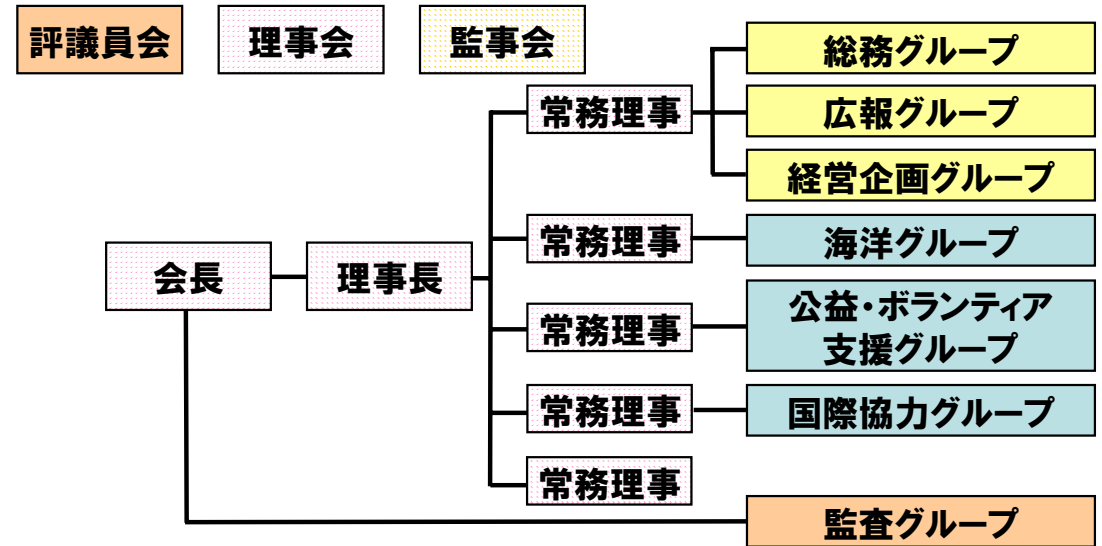 評議員会
理事会
監事会
総務グループ
常務理事
広報グループ
経営企画グループ
常務理事
海洋グループ
会長
理事長
常務理事
公益・ボランティア
支援グループ
常務理事
国際協力グループ
常務理事
監査グループ